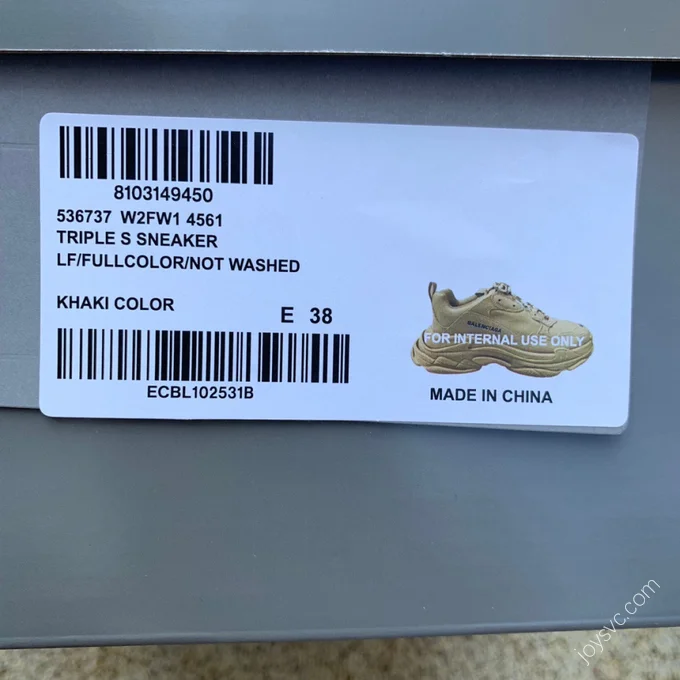 8103149450
536737 W2FW1 4561
TRIPLE S SNEAKER
LF/FULLCOLOR/NOT WASHED
KHAKI COLOR
E 38
BALENCIAGA
FOR INTERNAL USE ONLY
ECBL102531B
MADE IN CHINA
joysvc.com